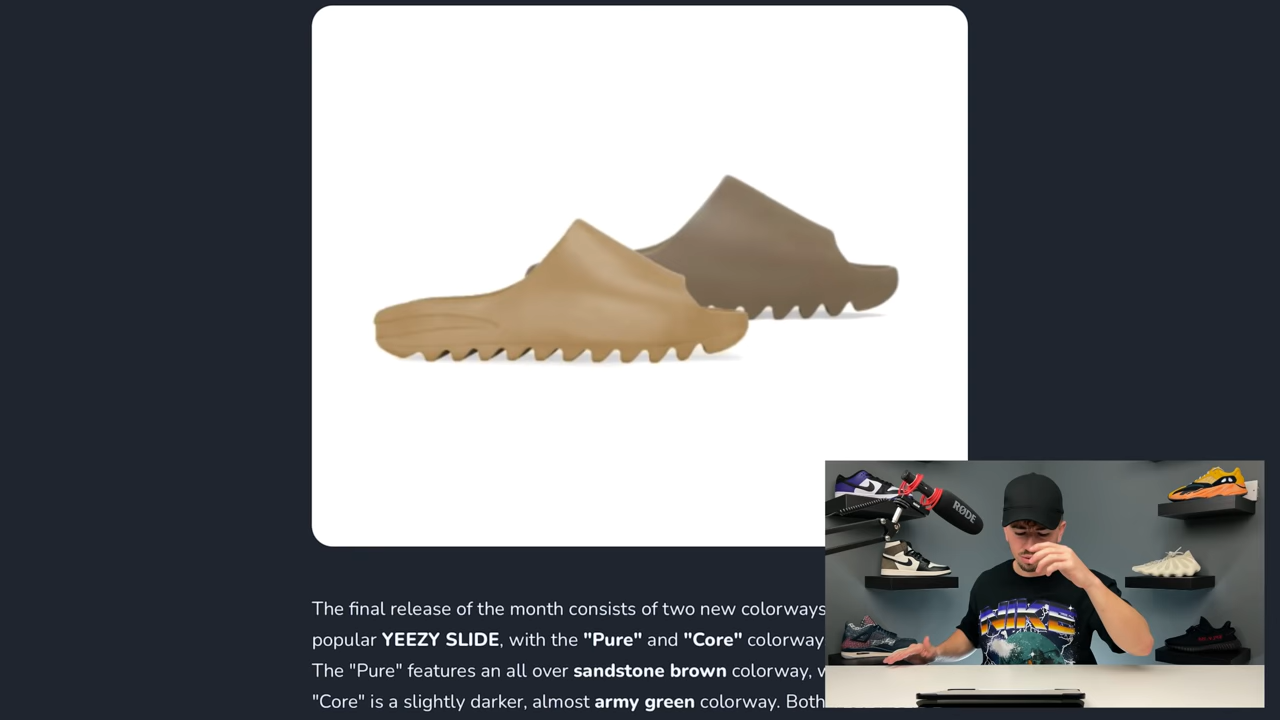 The final release of the month consists of two new colorways
popular YEEZY SLIDE, with the "Pure" and "Core" colorway
The "Pure" features an all over sandstone brown colorway,
"Core" is a slightly darker, almost army green colorway. Both
RØDE
NIKE